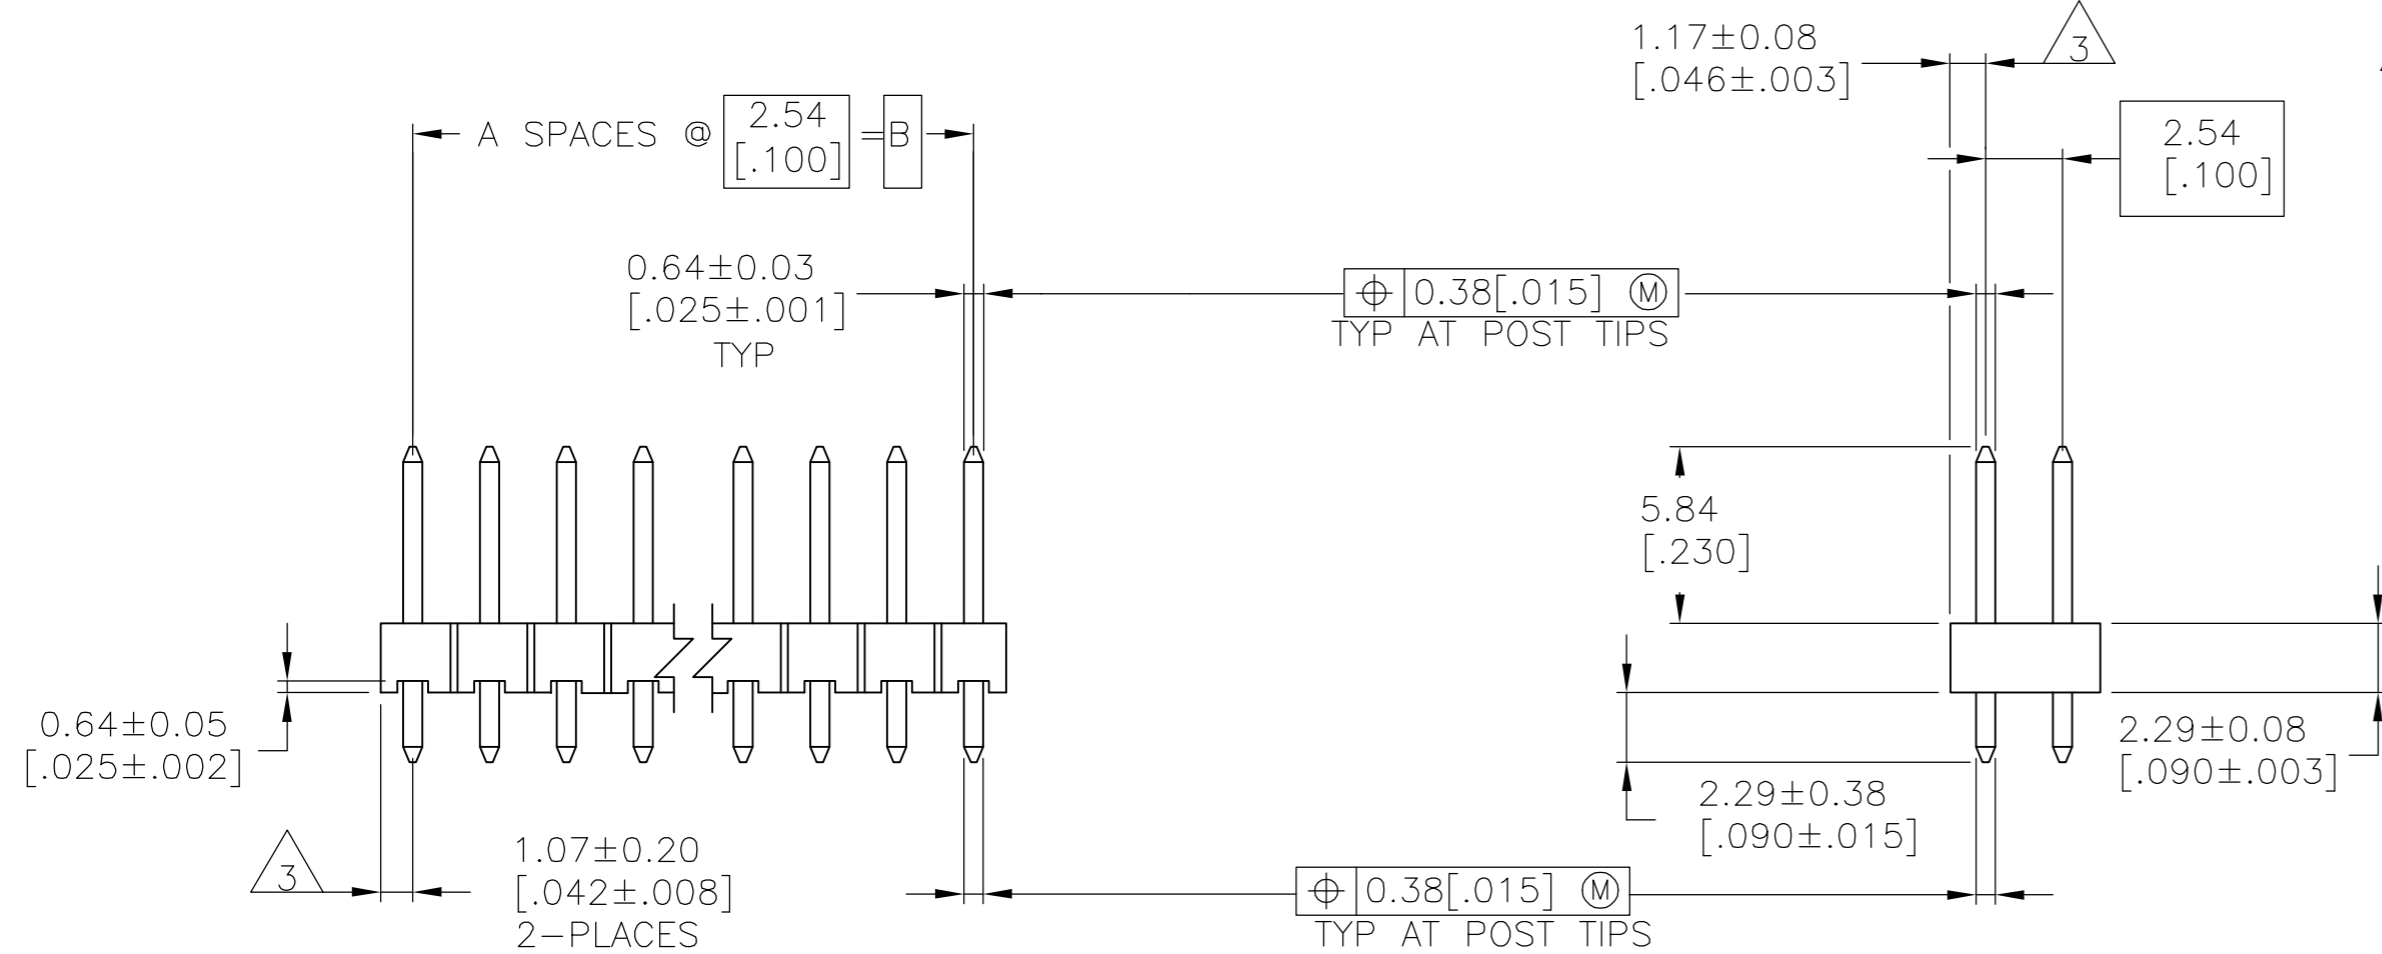 1.17±0.08
[.046±.003]
3
A SPACES @ 2.54 [.100] =B
2.54
[.100]
0.64±0.03
[.025±.001]
TYP
⌖ 0.38[.015] Ⓜ
TYP AT POST TIPS
5.84
[.230]
0.64±0.05
[.025±.002]
2.29±0.08
[.090±.003]
2.29±0.38
[.090±.015]
3
1.07±0.20
[.042±.008]
2-PLACES
⌖ 0.38[.015] Ⓜ
TYP AT POST TIPS